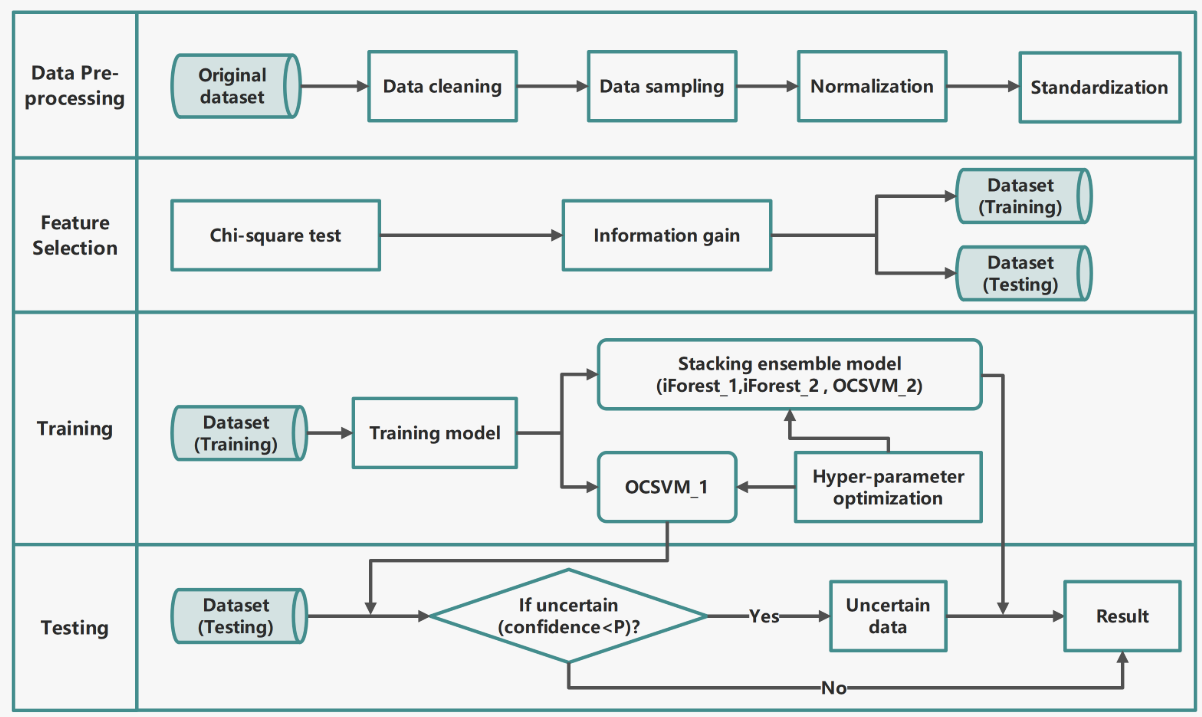 Data Pre-
processing
Original
dataset
Data cleaning
Data sampling
Normalization
Standardization
Feature
Selection
Chi-square test
Information gain
Dataset
(Training)
Dataset
(Testing)
Training
Dataset
(Training)
Training model
Stacking ensemble model
(iForest_1,iForest_2 , OCSVM_2)
OCSVM_1
Hyper-parameter
optimization
Testing
Dataset
(Testing)
If uncertain
(confidence<P)?
Yes
Uncertain
data
Result
No